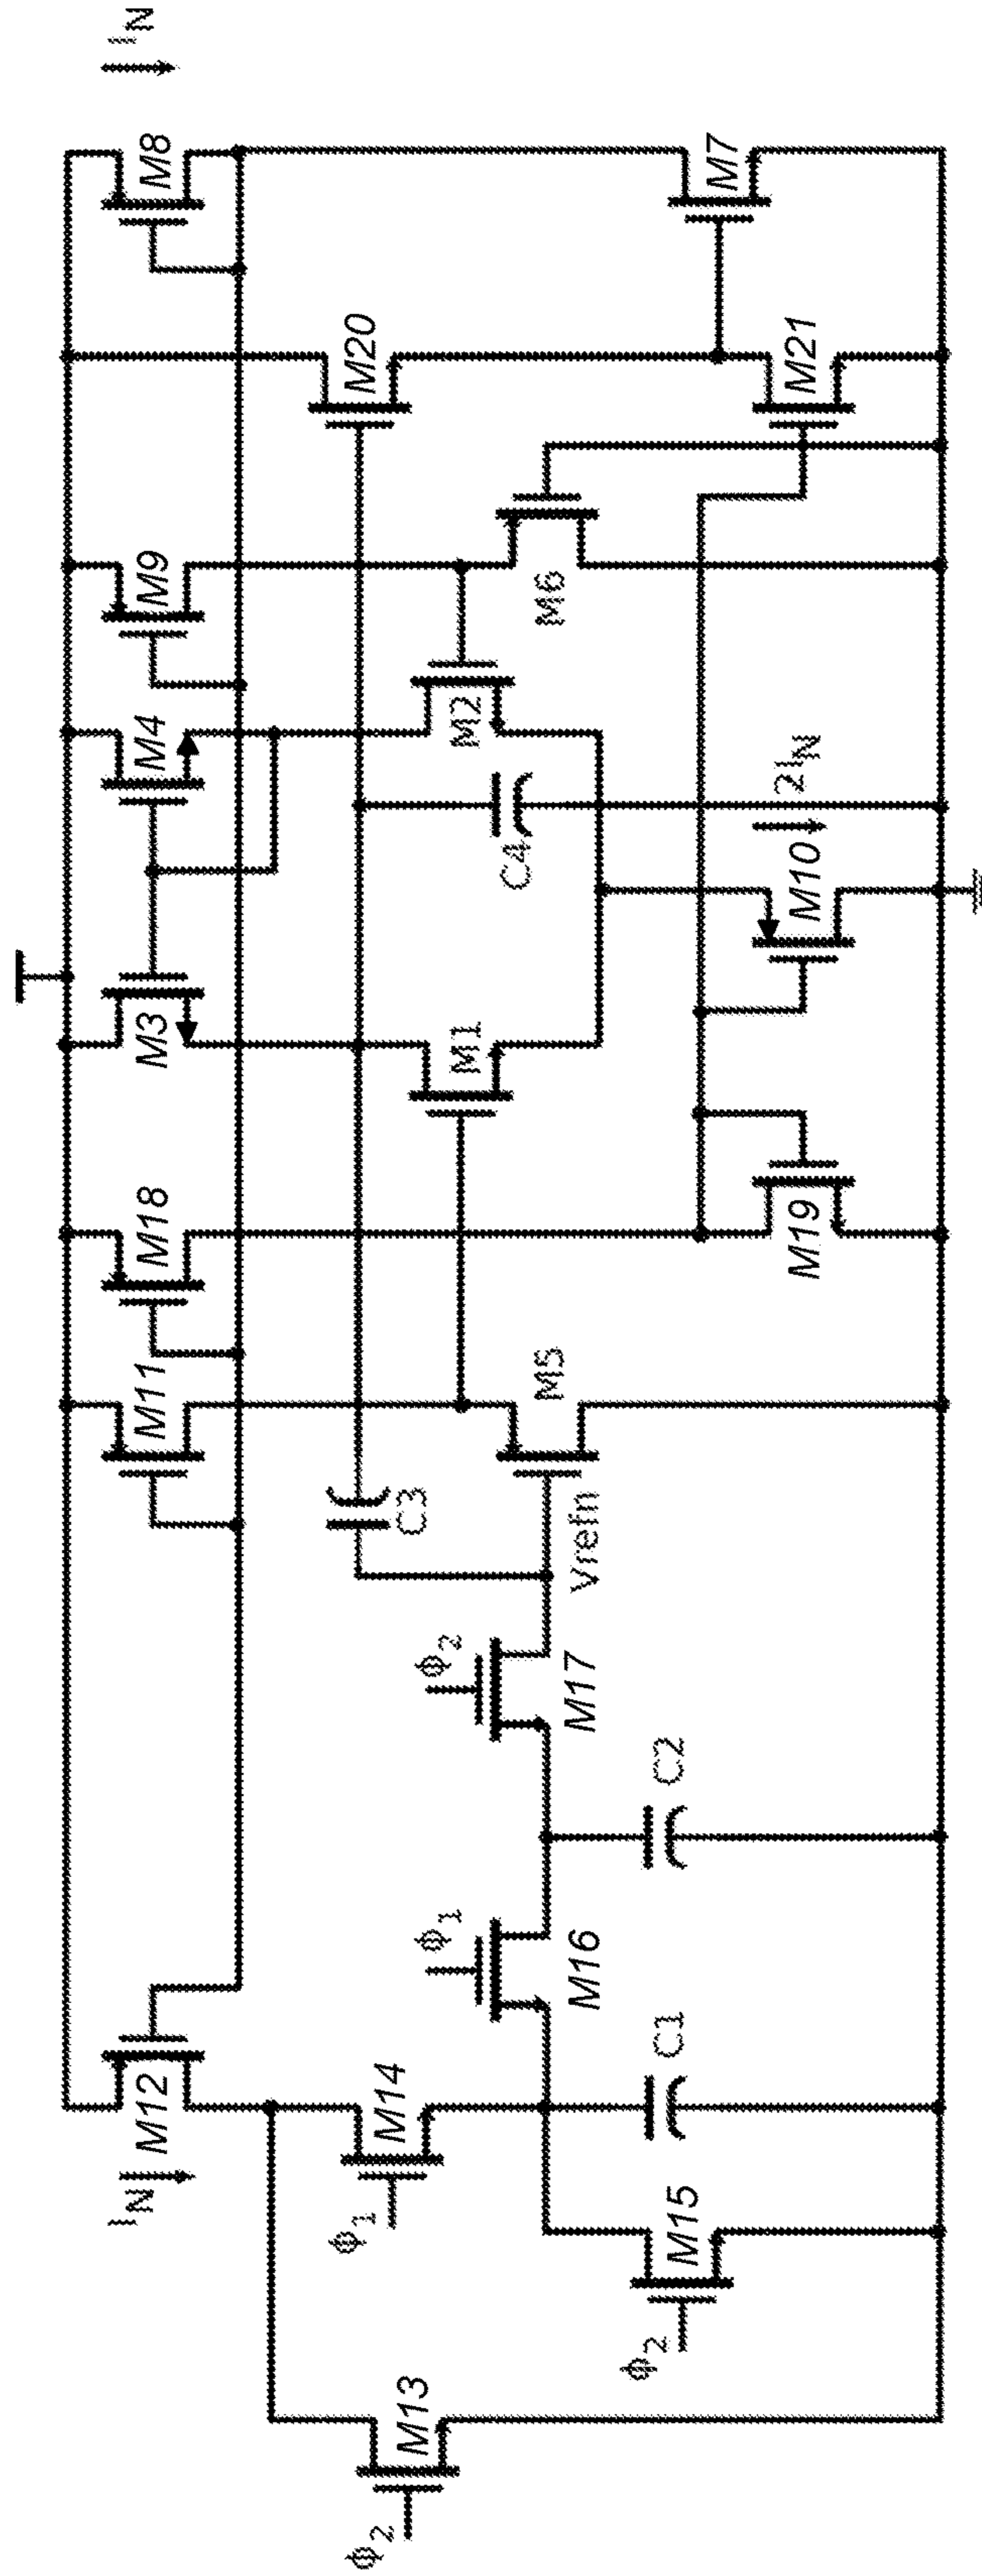 I_N
M8
M7
M20
M21
M9
M6
M4
M2
2I_N
C4
M10
M3
M1
M18
M19
M11
M5
C3
Vrefn
ϕ₂
M17
C2
ϕ₁
M16
M12
I_N
M14
ϕ₁
C1
M15
ϕ₂
M13
ϕ₂